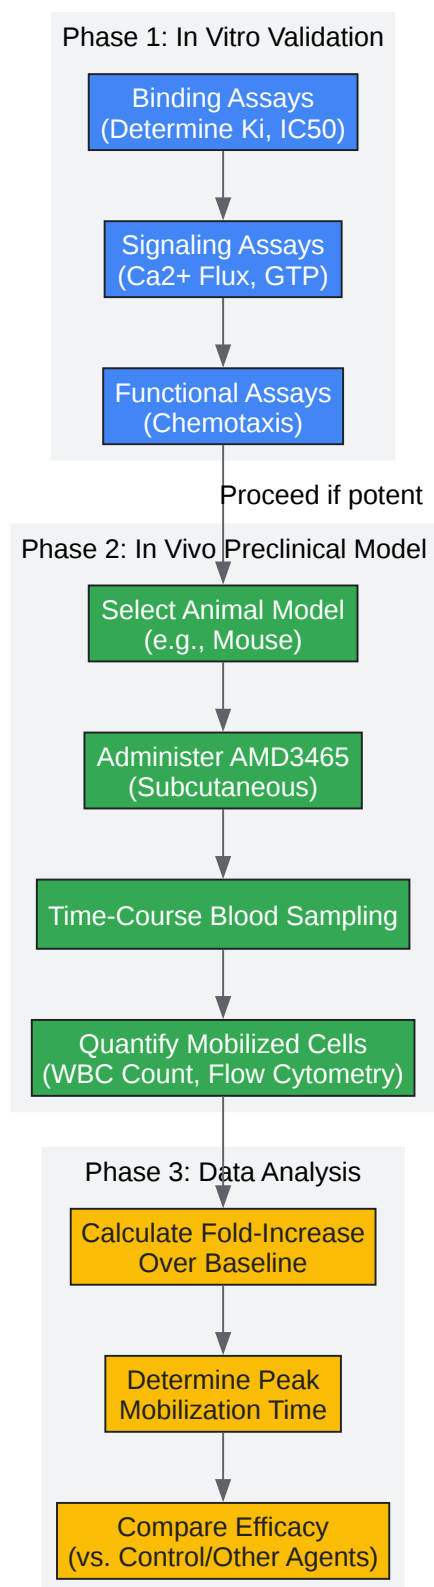 Phase 1: In Vitro Validation
Binding Assays
(Determine Ki, IC50)
Signaling Assays
(Ca2+ Flux, GTP)
Functional Assays
(Chemotaxis)
Proceed if potent
Phase 2: In Vivo Preclinical Model
Select Animal Model
(e.g., Mouse)
Administer AMD3465
(Subcutaneous)
Time-Course Blood Sampling
Quantify Mobilized Cells
(WBC Count, Flow Cytometry)
Phase 3: Data Analysis
Calculate Fold-Increase
Over Baseline
Determine Peak
Mobilization Time
Compare Efficacy
(vs. Control/Other Agents)